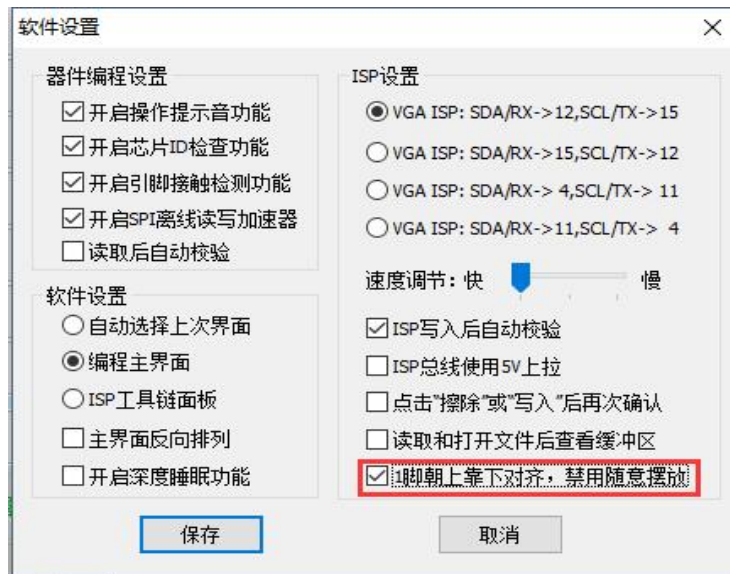 软件设置
器件编程设置
开启操作提示音功能
开启芯片ID检查功能
开启引脚接触检测功能
开启SPI离线读写加速器
读取后自动校验
软件设置
自动选择上次界面
编程主界面
ISP工具链面板
主界面反向排列
开启深度睡眠功能
ISP设置
VGA ISP: SDA/RX->12,SCL/TX->15
VGA ISP: SDA/RX->15,SCL/TX->12
VGA ISP: SDA/RX-> 4,SCL/TX-> 11
VGA ISP: SDA/RX->11,SCL/TX-> 4
速度调节：快 慢
ISP写入后自动校验
ISP总线使用5V上拉
点击"擦除"或"写入"后再次确认
读取和打开文件后查看缓冲区
1脚朝上靠下对齐，禁用随意摆放
保存
取消